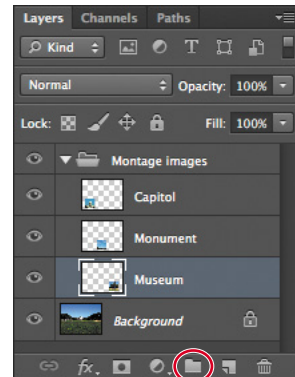 Layers Channels Paths
Kind T
Normal Opacity: 100%
Lock: Fill: 100%
Montage images
Capitol
Monument
Museum
Background
fx